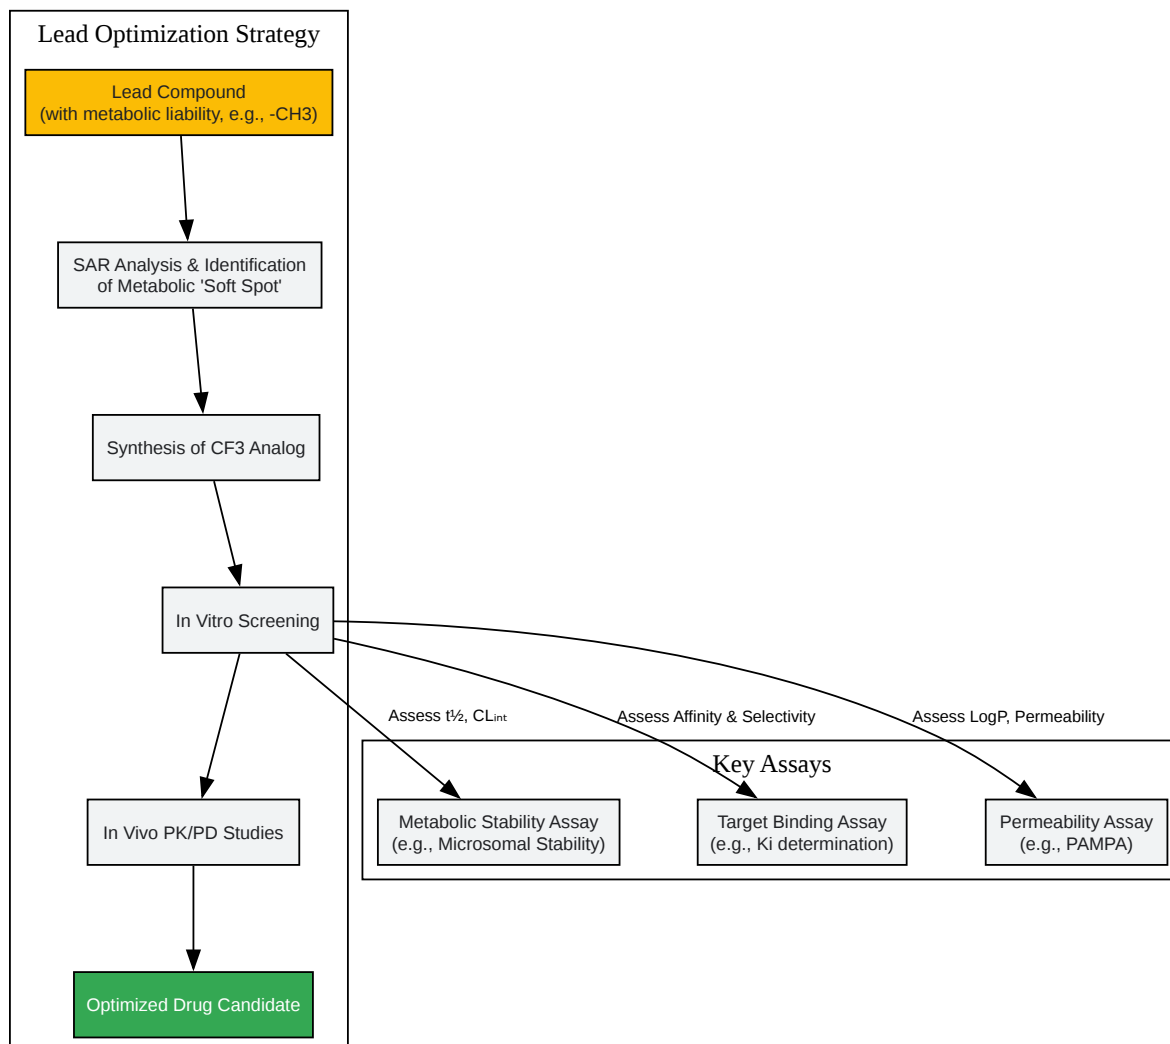 Lead Optimization Strategy
Lead Compound
(with metabolic liability, e.g., -CH3)
SAR Analysis & Identification
of Metabolic 'Soft Spot'
Synthesis of CF3 Analog
In Vitro Screening
Assess t½, CLᵢₙₜ
Assess Affinity & Selectivity
Assess LogP, Permeability
Key Assays
In Vivo PK/PD Studies
Metabolic Stability Assay
(e.g., Microsomal Stability)
Target Binding Assay
(e.g., Ki determination)
Permeability Assay
(e.g., PAMPA)
Optimized Drug Candidate